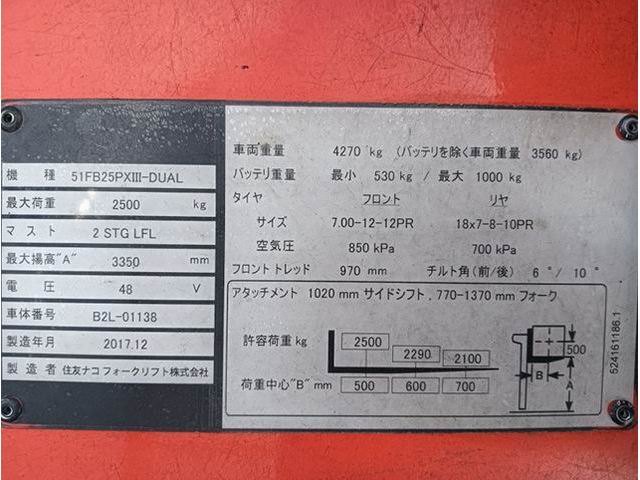 機 種 51FB25PXIII-DUAL
最大荷重 2500 kg
マスト 2 STG LFL
最大揚高"A" 3350 mm
電 圧 48 V
車体番号 B2L-01138
製造年月 2017.12
製造者 住友ナコ フォークリフト株式会社
車両重量 4270 kg (バッテリを除く車両重量 3560 kg)
バッテリ重量 最小 530 kg / 最大 1000 kg
タイヤ フロント リヤ
サイズ 7.00-12-12PR 18x7-8-10PR
空気圧 850 kPa 700 kPa
フロント トレッド 970 mm チルト角(前/後) 6°/ 10°
アタッチメント 1020 mm サイドシフト, 770-1370 mm フォーク
許容荷重 kg 2500 2290 2100
荷重中心"B" mm 500 600 700
500
B
A
524161186.1